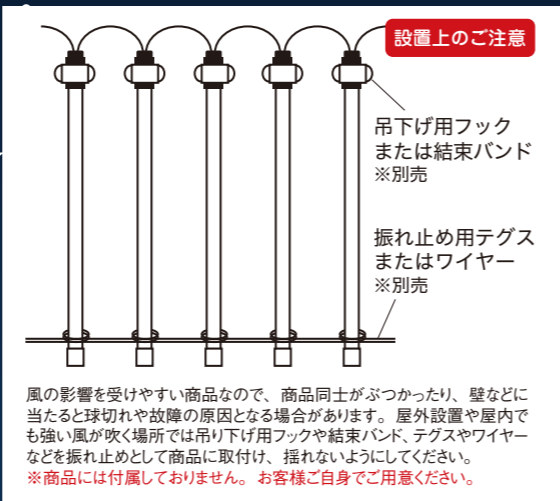 設置上のご注意
吊下げ用フック
または結束バンド
※別売
振れ止め用テグス
またはワイヤー
※別売
風の影響を受けやすい商品なので、商品同士がぶつかったり、壁などに
当たると球切れや故障の原因となる場合があります。屋外設置や屋内で
も強い風が吹く場所では吊り下げ用フックや結束バンド、テグスやワイヤー
などを振れ止めとして商品に取付け、揺れないようにしてください。
※商品には付属しておりません。お客様ご自身でご用意ください。